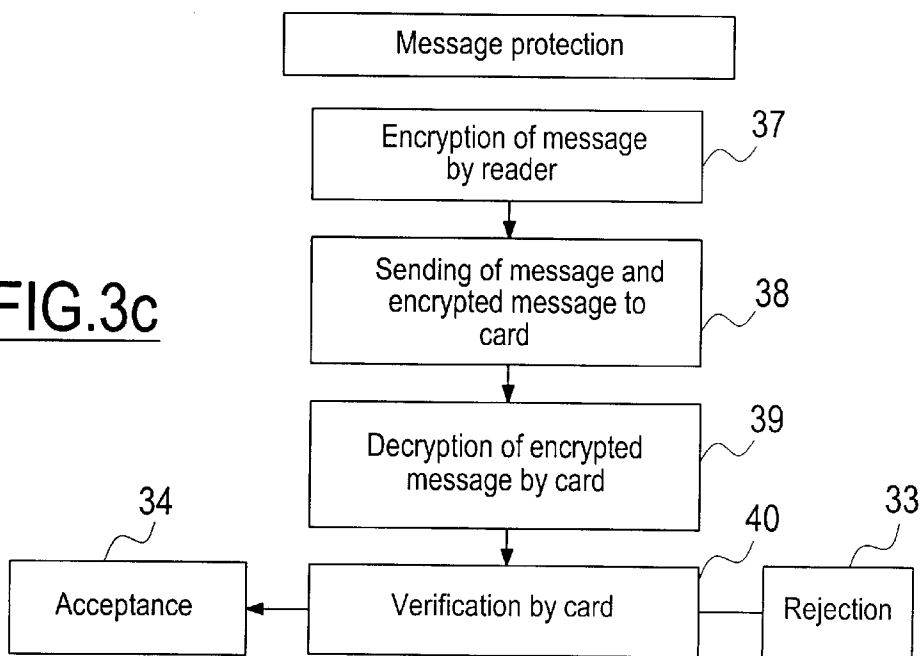 Message protection
37
Encryption of message
by reader
Sending of message and
encrypted message to
card
38
FIG.3c
39
Decryption of encrypted
message by card
34
40
33
Acceptance
Verification by card
Rejection